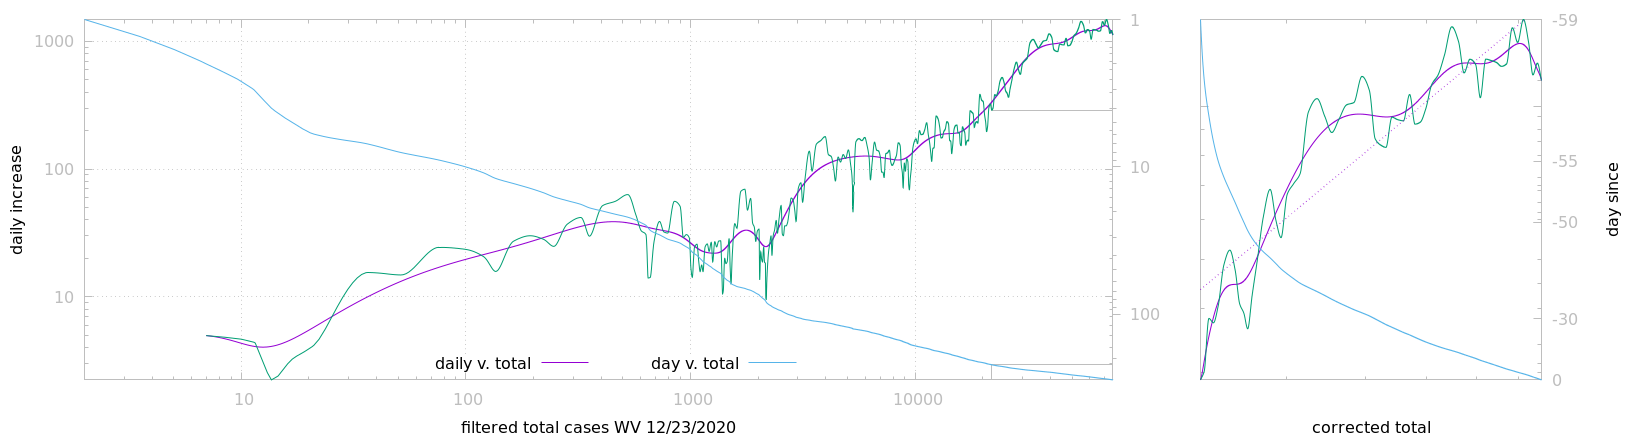 1000
100
10
daily increase
1
10
100
daily v. total
day v. total
10
100
1000
10000
filtered total cases WV 12/23/2020
-59
-55
-50
-30
0
day since
corrected total